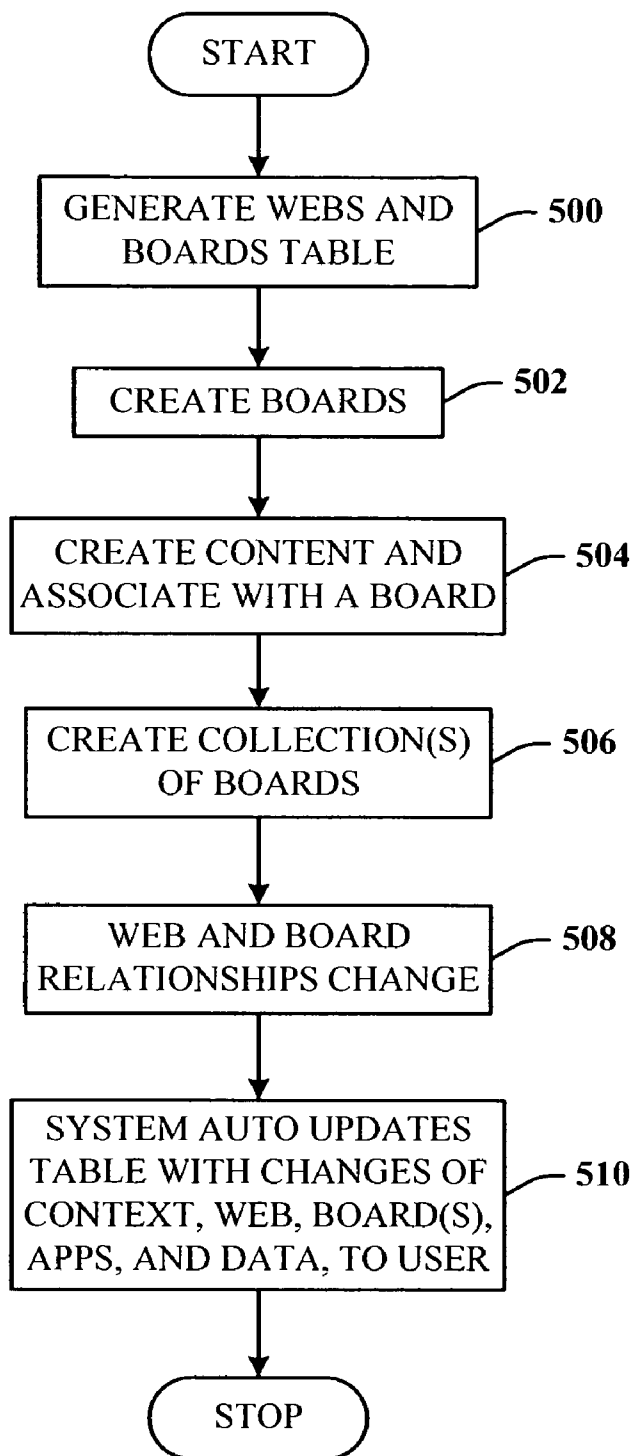 START
GENERATE WEBS AND
BOARDS TABLE
500
CREATE BOARDS
502
CREATE CONTENT AND
ASSOCIATE WITH A BOARD
504
CREATE COLLECTION(S)
OF BOARDS
506
WEB AND BOARD
RELATIONSHIPS CHANGE
508
SYSTEM AUTO UPDATES
TABLE WITH CHANGES OF
CONTEXT, WEB, BOARD(S),
APPS, AND DATA, TO USER
510
STOP